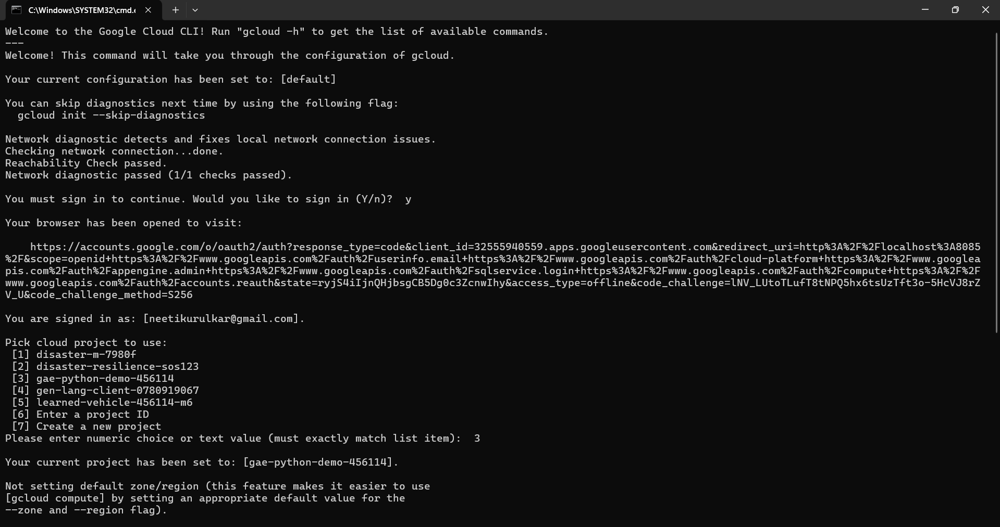 C:\Windows\SYSTEM32\cmd.e
Welcome to the Google Cloud CLI! Run "gcloud -h" to get the list of available commands.
---
Welcome! This command will take you through the configuration of gcloud.
Your current configuration has been set to: [default]
You can skip diagnostics next time by using the following flag:
  gcloud init --skip-diagnostics
Network diagnostic detects and fixes local network connection issues.
Checking network connection...done.
Reachability Check passed.
Network diagnostic passed (1/1 checks passed).
You must sign in to continue. Would you like to sign in (Y/n)?  y
Your browser has been opened to visit:
    https://accounts.google.com/o/oauth2/auth?response_type=code&client_id=32555940559.apps.googleusercontent.com&redirect_uri=http%3A%2F%2Flocalhost%3A8085
%2F&scope=openid+https%3A%2F%2Fwww.googleapis.com%2Fauth%2Fuserinfo.email+https%3A%2F%2Fwww.googleapis.com%2Fauth%2Fcloud-platform+https%3A%2F%2Fwww.googlea
pis.com%2Fauth%2Fappengine.admin+https%3A%2F%2Fwww.googleapis.com%2Fauth%2Fsqlservice.login+https%3A%2F%2Fwww.googleapis.com%2Fauth%2Fcompute+https%3A%2F%2F
www.googleapis.com%2Fauth%2Faccounts.reauth&state=ryjS4iIjnQHjbsgCB5Dg0c3ZcnwIhy&access_type=offline&code_challenge=lNV_LUtoTLufT8tNPQ5hx6tsUzTft3o-5HcVJ8rZ
V_U&code_challenge_method=S256
You are signed in as: [neetikurulkar@gmail.com].
Pick cloud project to use:
 [1] disaster-m-7980f
 [2] disaster-resilience-sos123
 [3] gae-python-demo-456114
 [4] gen-lang-client-0780919067
 [5] learned-vehicle-456114-m6
 [6] Enter a project ID
 [7] Create a new project
Please enter numeric choice or text value (must exactly match list item):  3
Your current project has been set to: [gae-python-demo-456114].
Not setting default zone/region (this feature makes it easier to use
[gcloud compute] by setting an appropriate default value for the
--zone and --region flag).